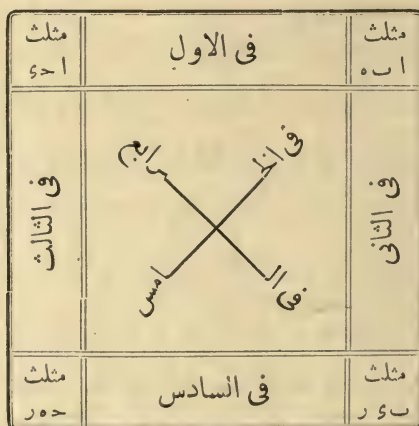 مثلث
ا ب ه
فى الاول
مثلث
ا ح ى
فى الثانى
فى الخامس
فى الرابع
فى الثالث
مثلث
ب ى ر
فى السادس
مثلث
ح ه ر